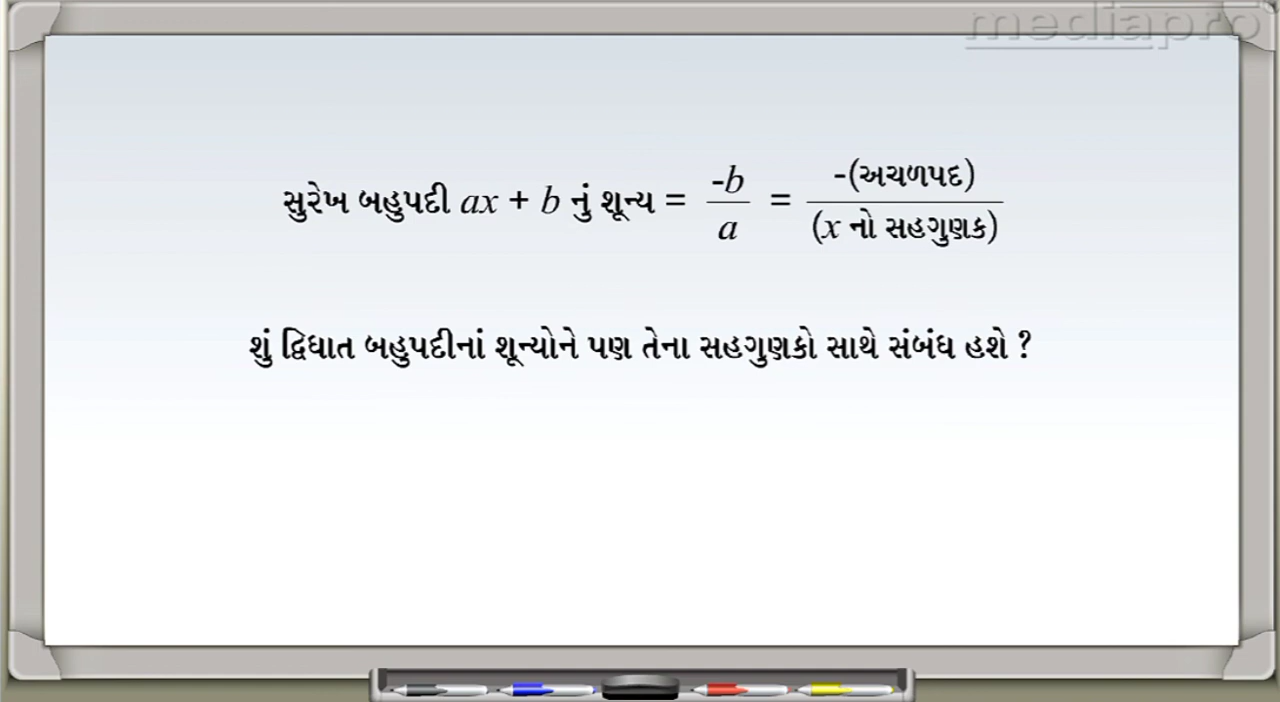 mediapro
સુરેખ બહુપદી ax + b નું શૂન્ય = -b/a = -(અચળપદ)/(x નો સહગુણક)
શું દ્વિઘાત બહુપદીનાં શૂન્યોને પણ તેના સહગુણકો સાથે સંબંધ હશે ?